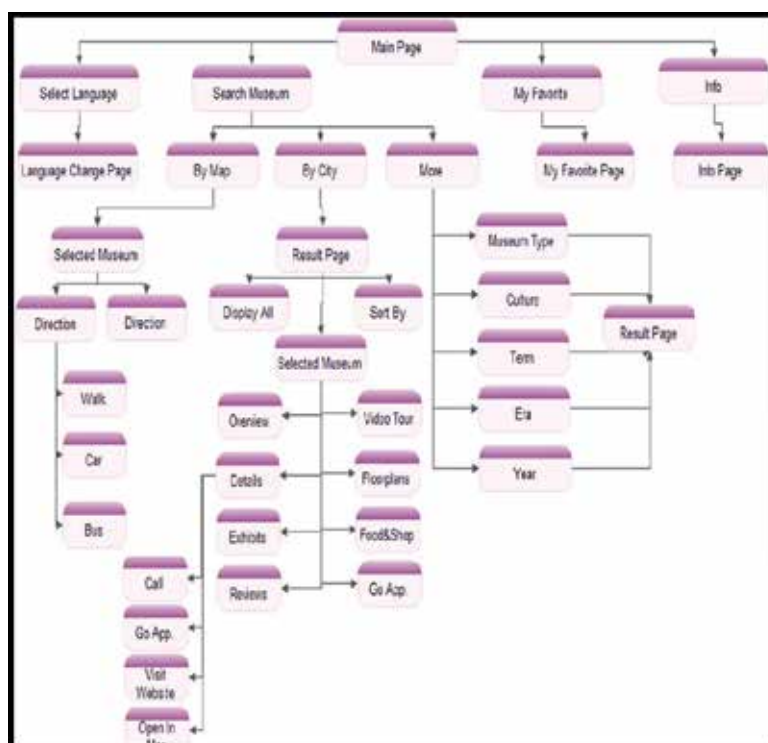 Main Page
Select Language
Search Museum
My Favorite
Info
Language Change Page
By Map
By City
More
My Favorite Page
Info Page
Selected Museum
Result Page
Museum Type
Culture
Term
Era
Year
Result Page
Direction
Direction
Display All
Sort By
Selected Museum
Walk
Car
Bus
Overview
Video Tour
Details
Floorplans
Exhibits
Food&Shop
Reviews
Go App.
Call
Go App.
Visit
Website
Open In